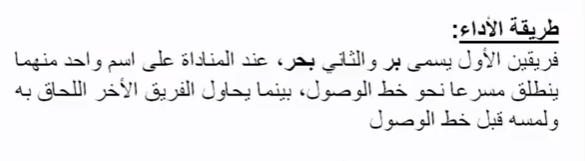 طريقة الأداء:
فريقين الأول يسمى بر والثاني بحر، عند المناداة على اسم واحد منهما
ينطلق مسرعا نحو خط الوصول، بينما يحاول الفريق الأخر اللحاق به
ولمسه قبل خط الوصول